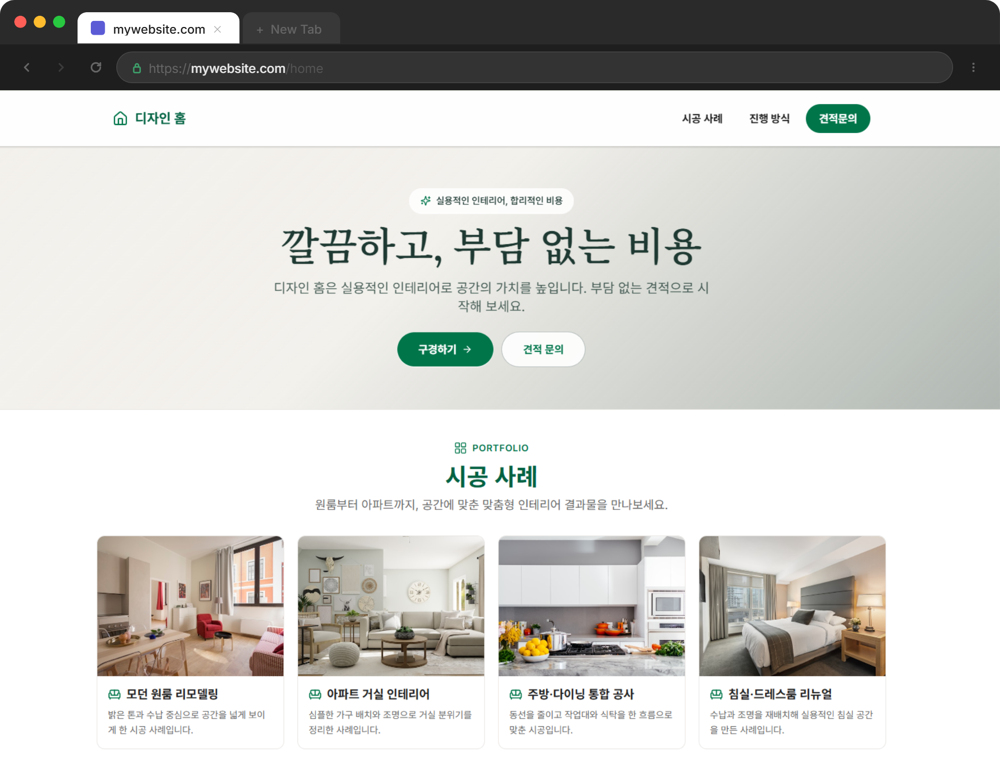 mywebsite.com
+ New Tab
https://mywebsite.com/home
디자인 홈
시공 사례
진행 방식
견적문의
실용적인 인테리어, 합리적인 비용
깔끔하고, 부담 없는 비용
디자인 홈은 실용적인 인테리어로 공간의 가치를 높입니다. 부담 없는 견적으로 시
작해 보세요.
구경하기 →
견적 문의
PORTFOLIO
시공 사례
원룸부터 아파트까지, 공간에 맞춘 맞춤형 인테리어 결과물을 만나보세요.
모던 원룸 리모델링
밝은 톤과 수납 중심으로 공간을 넓게 보이
게 한 시공 사례입니다.
아파트 거실 인테리어
심플한 가구 배치와 조명으로 거실 분위기를
정리한 사례입니다.
주방·다이닝 통합 공사
동선을 줄이고 작업대와 식탁을 한 흐름으로
맞춘 시공입니다.
침실·드레스룸 리뉴얼
수납과 조명을 재배치해 실용적인 침실 공간
을 만든 사례입니다.